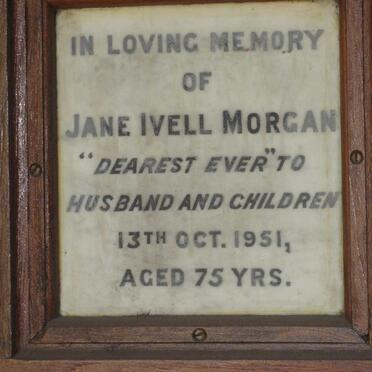 IN LOVING MEMORY
OF
JANE IVELL MORGAN
"DEAREST EVER" TO
HUSBAND AND CHILDREN
13TH OCT. 1951,
AGED 75 YRS.